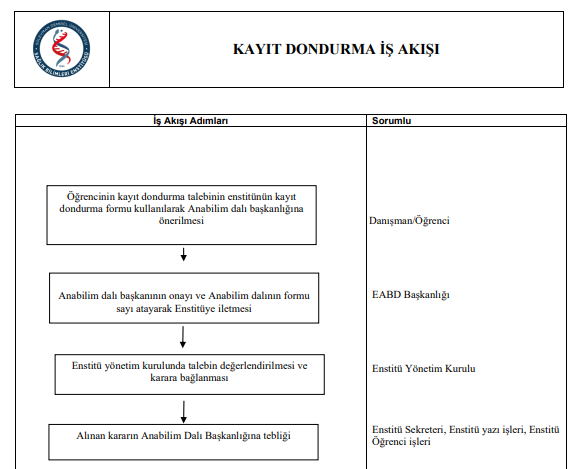 KAYIT DONDURMA İŞ AKIŞI
İş Akışı Adımları
Sorumlu
Öğrencinin kayıt dondurma talebinin enstitünün kayıt
dondurma formu kullanılarak Anabilim dalı başkanlığına
önerilmesi
Danışman/Öğrenci
Anabilim dalı başkanının onayı ve Anabilim dalının formu
sayı atayarak Enstitüye iletmesi
EABD Başkanlığı
Enstitü yönetim kurulunda talebin değerlendirilmesi ve
karara bağlanması
Enstitü Yönetim Kurulu
Alınan kararın Anabilim Dalı Başkanlığına tebliği
Enstitü Sekreteri, Enstitü yazı işleri, Enstitü
Öğrenci işleri